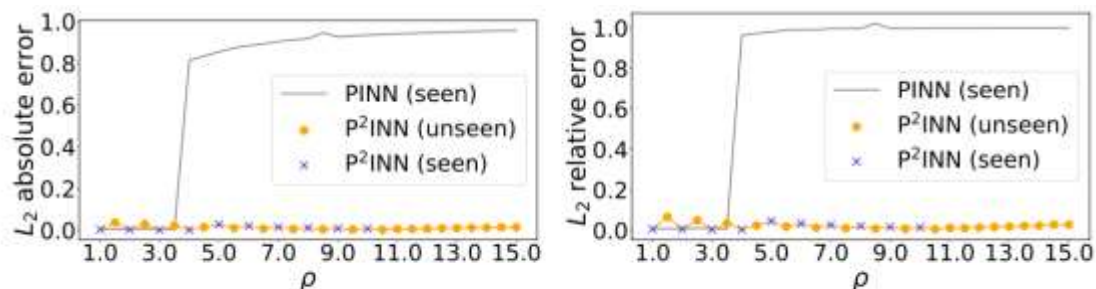 L₂ absolute error
1.0
0.8
0.6
0.4
0.2
0.0
PINN (seen)
P²INN (unseen)
P²INN (seen)
1.0 3.0 5.0 7.0 9.0 11.0 13.0 15.0
ρ
L₂ relative error
1.0
0.8
0.6
0.4
0.2
0.0
PINN (seen)
P²INN (unseen)
P²INN (seen)
1.0 3.0 5.0 7.0 9.0 11.0 13.0 15.0
ρ